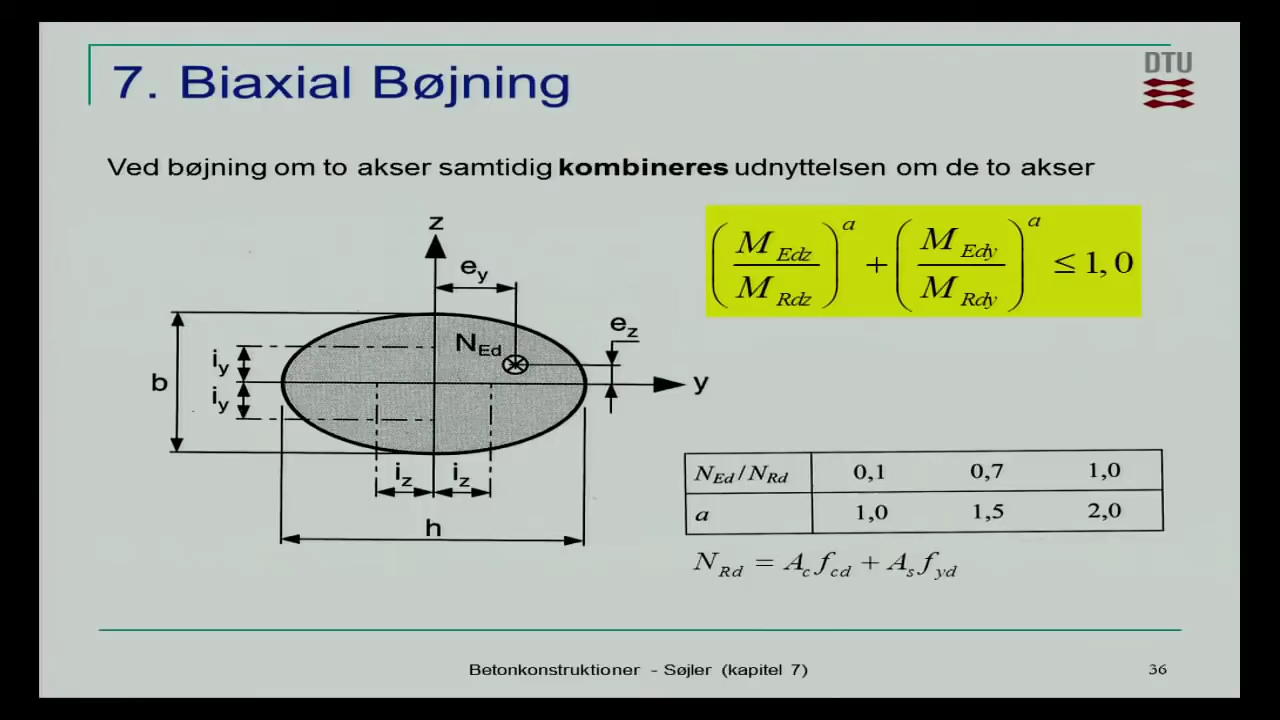 7. Biaxial Bøjning
DTU
Ved bøjning om to akser samtidig kombineres udnyttelsen om de to akser
(M_Edz / M_Rdz)^a + (M_Edy / M_Rdy)^a ≤ 1,0
z
e_y
N_Ed
e_z
i_y
b
y
i_y
i_z i_z
h
N_Ed / N_Rd 0,1 0,7 1,0
a 1,0 1,5 2,0
N_Rd = A_c f_cd + A_s f_yd
Betonkonstruktioner - Søjler (kapitel 7)
36